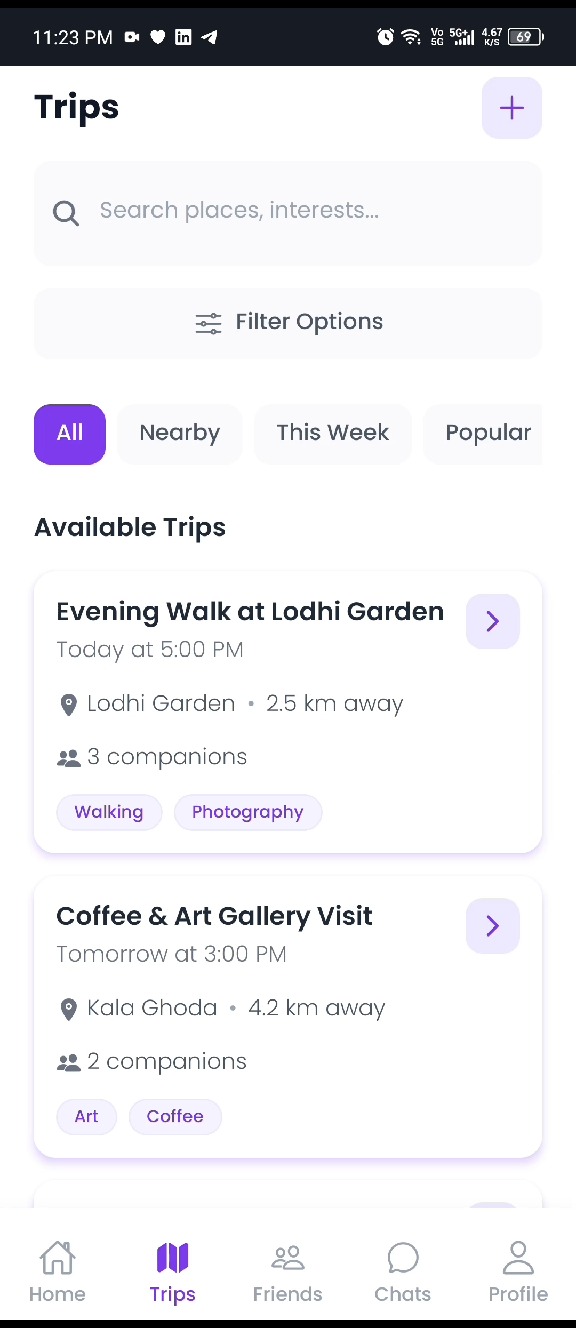 11:23 PM Vo 5G 5G+ 4.67 K/S 69
Trips
Search places, interests...
Filter Options
All Nearby This Week Popular
Available Trips
Evening Walk at Lodhi Garden
Today at 5:00 PM
Lodhi Garden • 2.5 km away
3 companions
Walking Photography
Coffee & Art Gallery Visit
Tomorrow at 3:00 PM
Kala Ghoda • 4.2 km away
2 companions
Art Coffee
Home Trips Friends Chats Profile